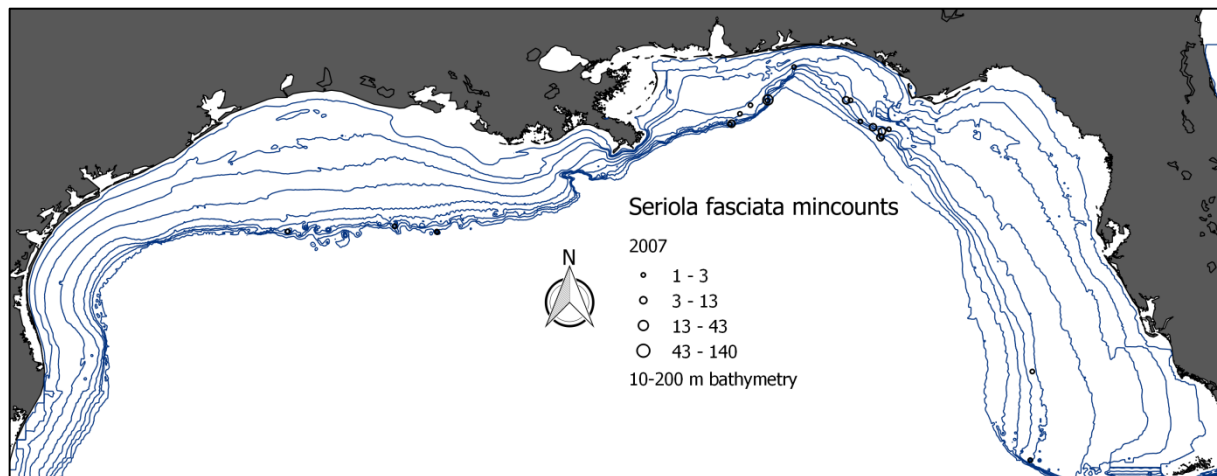 N
Seriola fasciata mincounts
2007
1 - 3
3 - 13
13 - 43
43 - 140
10-200 m bathymetry